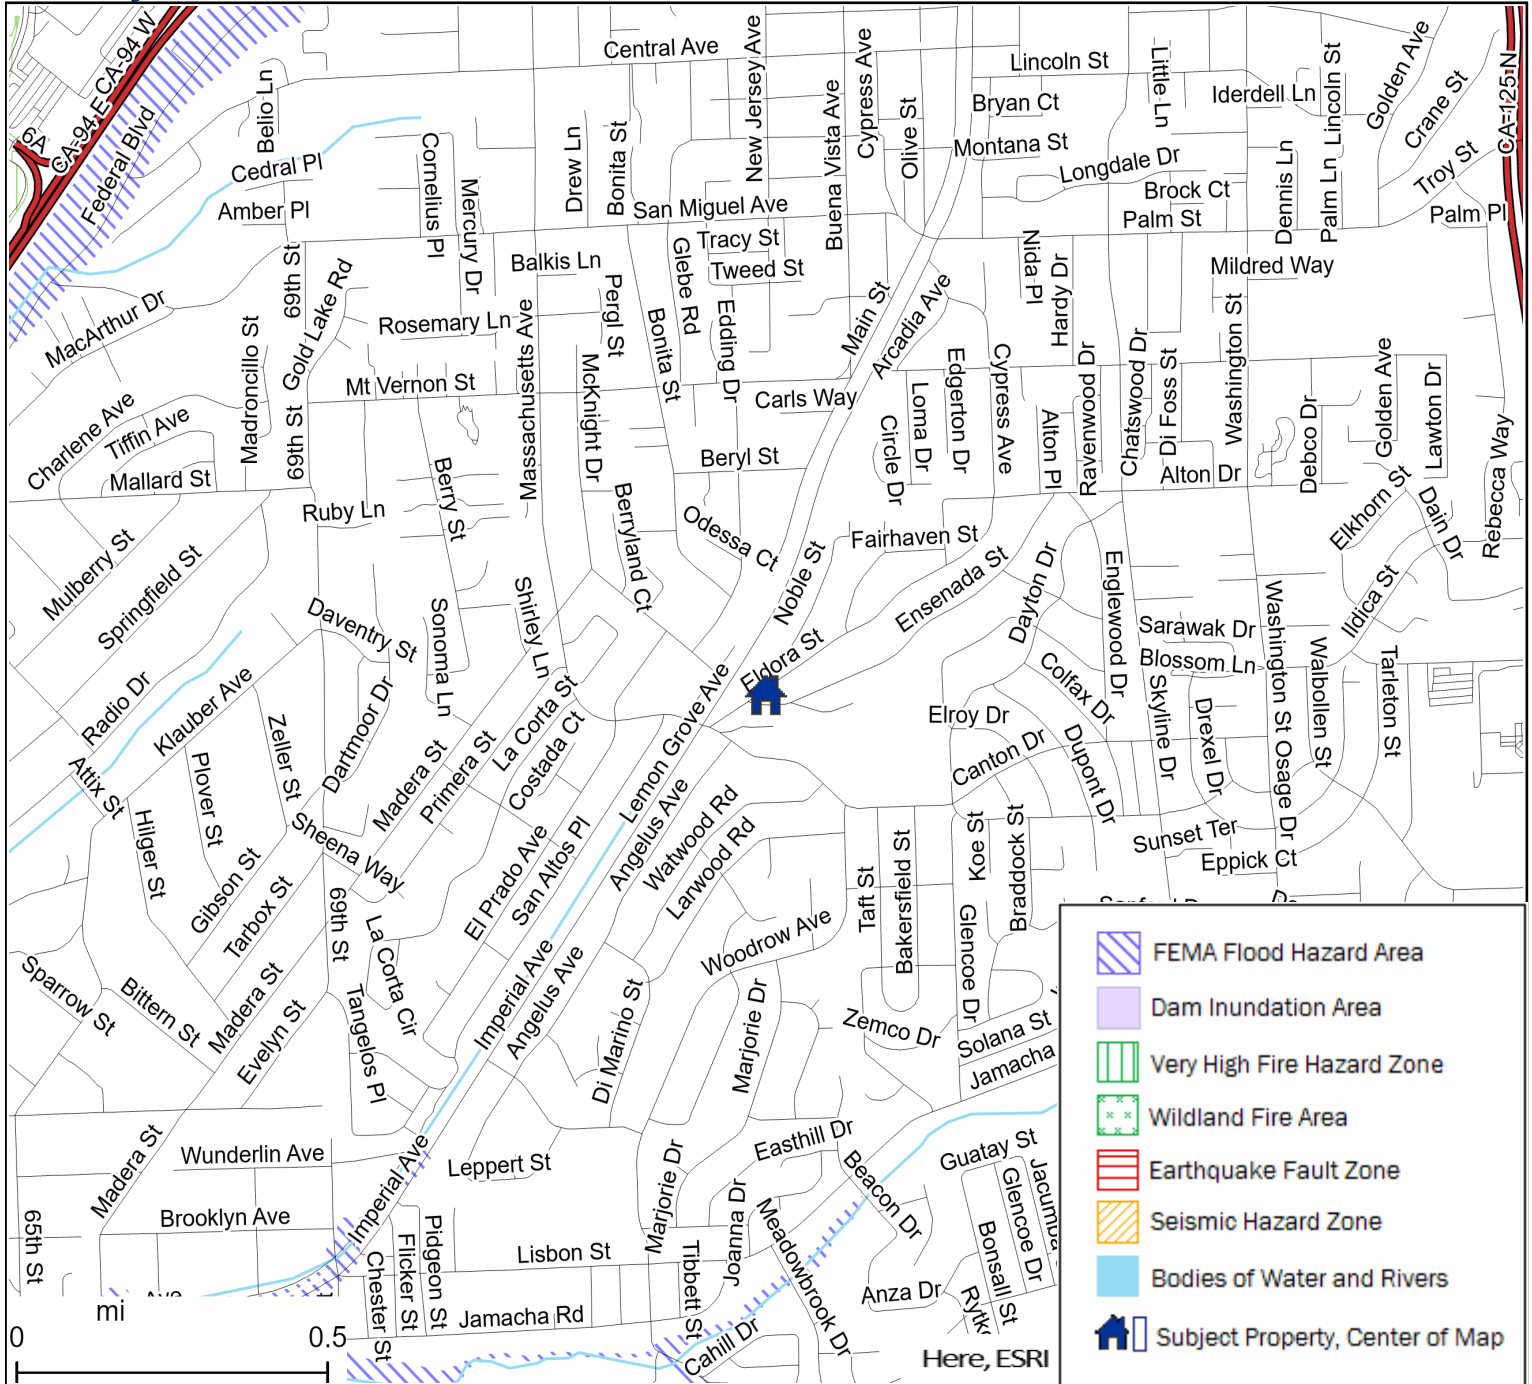 Central Ave
New Jersey Ave
Cypress Ave
Lincoln St
Little Ln
Lincoln St
Golden Ave
Crane St
CA-94 W
CA-94 E
CA-125 N
6A
Federal Blvd
Belio Ln
Bryan Ct
Iderdell Ln
Buena Vista Ave
Olive St
Montana St
Longdale Dr
Troy St
Cedral Pl
Cornelius Pl
Mercury Dr
Drew Ln
Bonita St
Brock Ct
Dennis Ln
Palm Ln
Amber Pl
San Miguel Ave
Palm St
Palm Pl
69th St
Gold Lake Rd
Balkis Ln
Pergl St
Glebe Rd
Tracy St
Tweed St
Nida Pl
Hardy Dr
Mildred Way
MacArthur Dr
Madroncillo St
Rosemary Ln
Massachusetts Ave
Bonita St
Edding Dr
Main St
Arcadia Ave
Washington St
Mt Vernon St
McKnight Dr
Carls Way
Edgerton Dr
Cypress Ave
Ravenwood Dr
Chatswood Dr
Di Foss St
Golden Ave
Lawton Dr
Charlene Ave
Tiffin Ave
69th St
Loma Dr
Circle Dr
Alton Pl
Debco Dr
Rebecca Way
Mallard St
Beryl St
Alton Dr
Ruby Ln
Berry St
Berryland Ct
Odessa Ct
Fairhaven St
Elkhorn St
Dain Dr
Mulberry St
Springfield St
Noble St
Ensenada St
Dayton Dr
Englewood Dr
Ildica St
Daventry St
Sonoma Ln
Shirley Ln
Eldora St
Sarawak Dr
Blossom Ln
Washington St
Walbollen St
Tarleton St
Radio Dr
Klauber Ave
Dartmoor Dr
La Corta St
Lemon Grove Ave
Colfax Dr
Skyline Dr
Drexel Dr
Zeller St
Plover St
Attix St
Madera St
Primera St
Costada Ct
Elroy Dr
Canton Dr
Dupont Dr
Osage Dr
Hilger St
Sheena Way
Angelus Ave
Watwood Rd
Larwood Rd
Sunset Ter
Eppick Ct
Gibson St
Tarbox St
El Prado Ave
San Altos Pl
Taft St
Bakersfield St
Koe St
Braddock St
69th St
La Corta Cir
Woodrow Ave
Glencoe Dr
Sparrow St
Bittern St
Madera St
Evelyn St
Tangelos Pl
Imperial Ave
Angelus Ave
Di Marino St
Marjorie Dr
Zemco Dr
Solana St
Jamacha
Madera St
Wunderlin Ave
Imperial Ave
Leppert St
Easthill Dr
Beacon Dr
Guatay St
Glencoe Dr
Brooklyn Ave
65th St
Marjorie Dr
Joanna Dr
Meadowbrook Dr
Bonsall St
Chester St
Flicker St
Pidgeon St
Lisbon St
Tibbett St
Anza Dr
Ave
Jamacha Rd
Cahill Dr
mi
0
0.5
Here, ESRI
FEMA Flood Hazard Area
Dam Inundation Area
Very High Fire Hazard Zone
Wildland Fire Area
Earthquake Fault Zone
Seismic Hazard Zone
Bodies of Water and Rivers
Subject Property, Center of Map